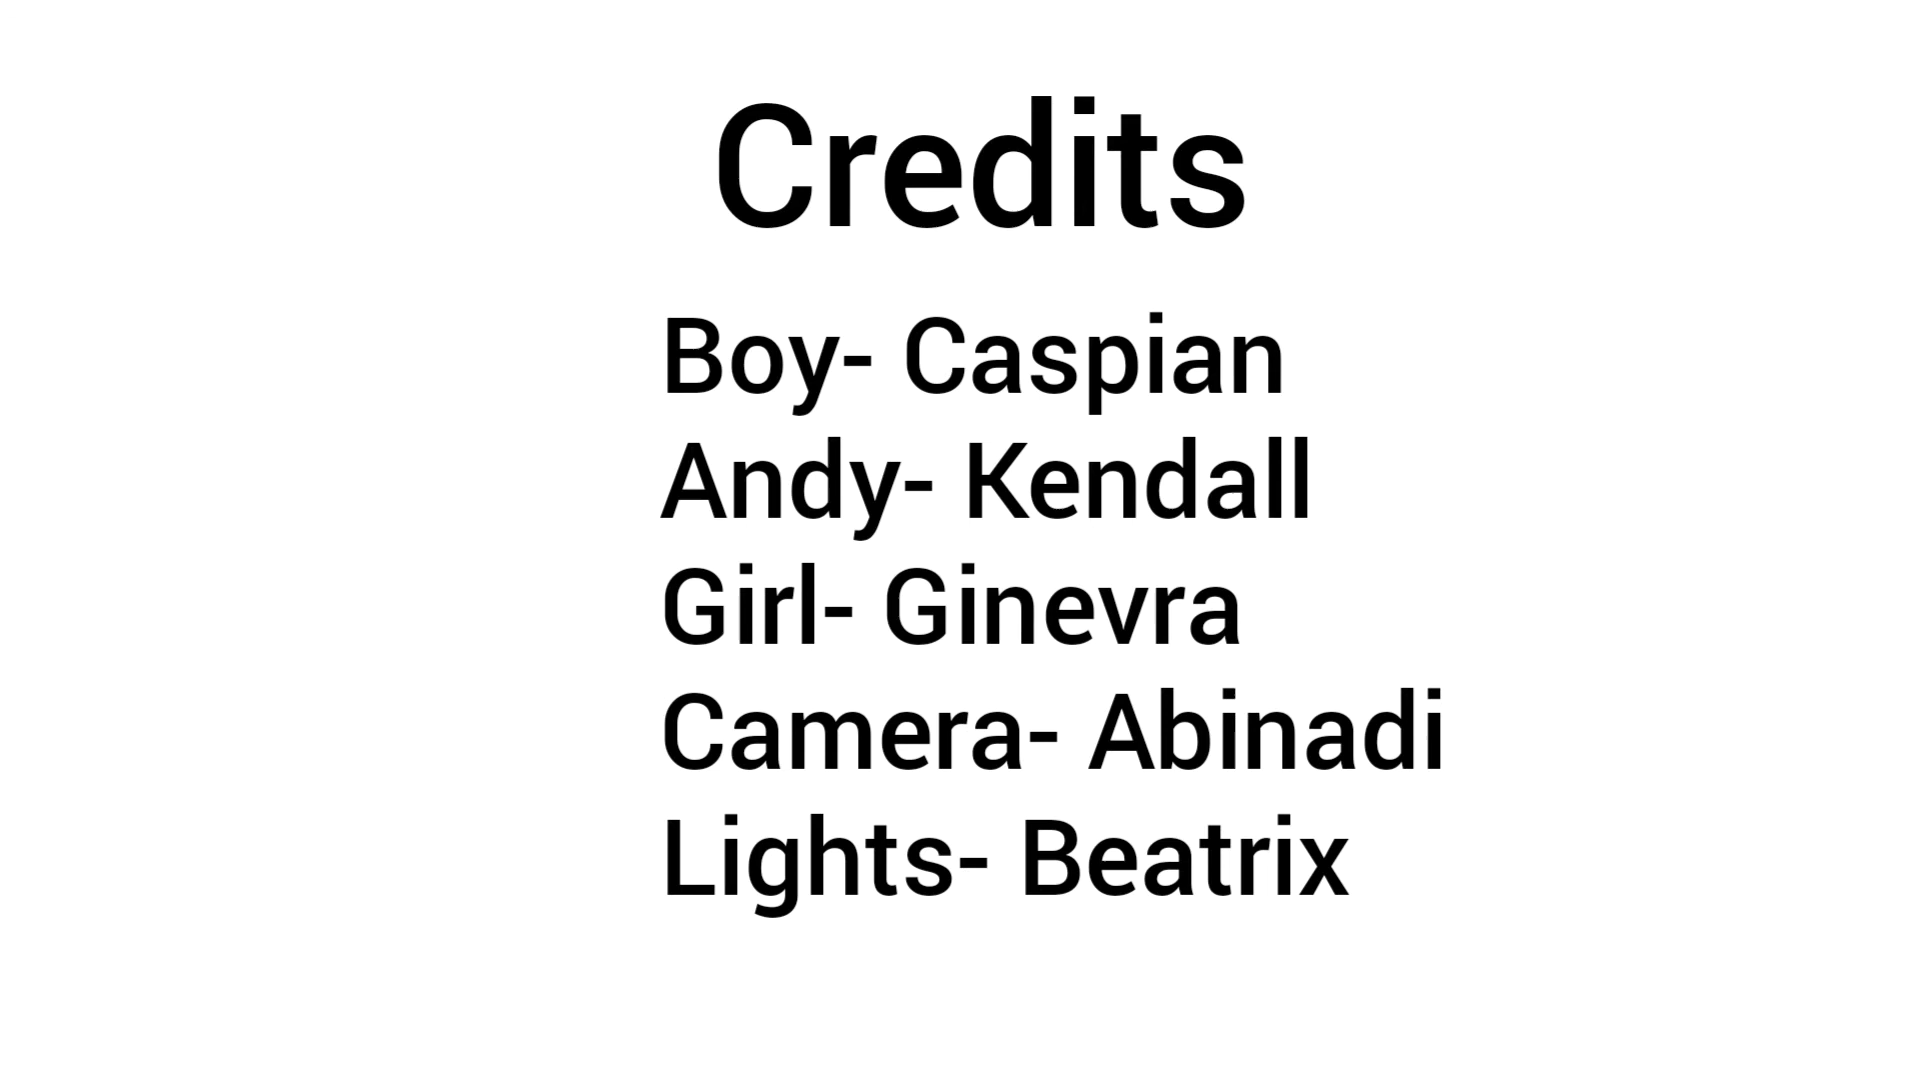 Credits
Boy- Caspian
Andy- Kendall
Girl- Ginevra
Camera- Abinadi
Lights- Beatrix